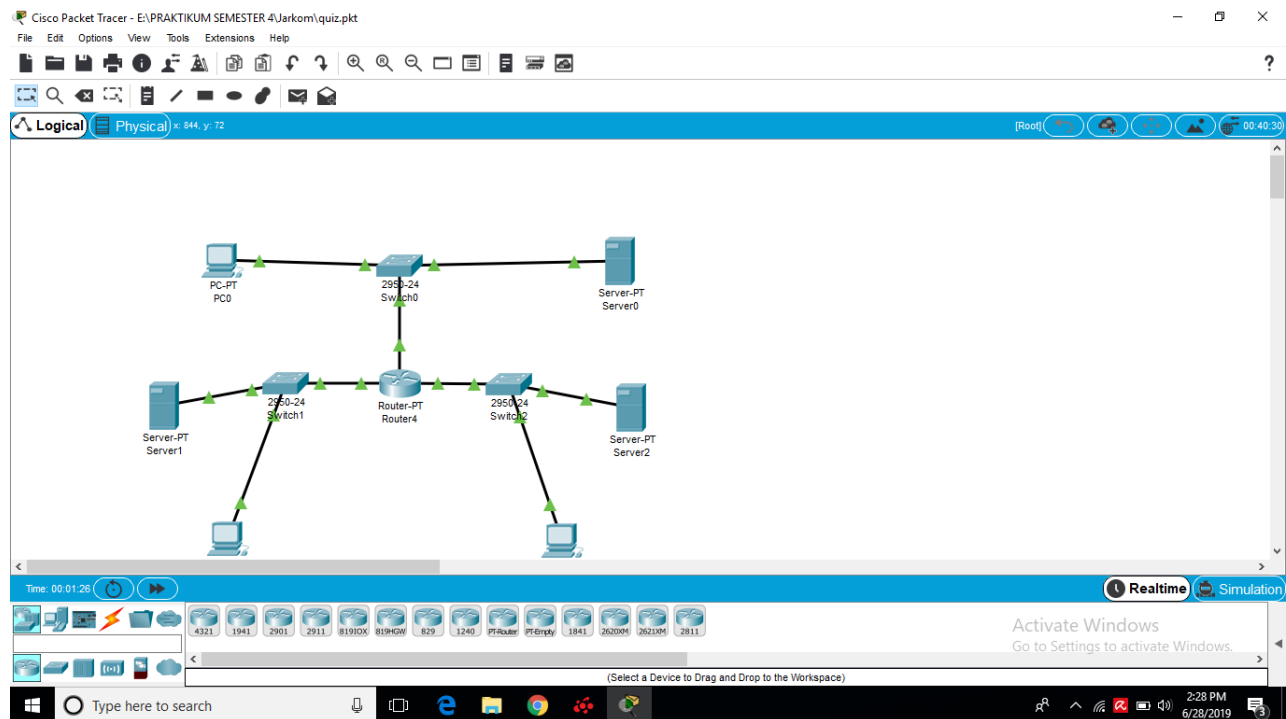 Cisco Packet Tracer - E:\PRAKTIKUM SEMESTER 4\Jarkom\quiz.pkt
File Edit Options View Tools Extensions Help
?
Logical Physical x: 844, y: 72 [Root] 00:40:30
PC-PT
PC0
2950-24
Switch0
Server-PT
Server0
2950-24
Switch1
Router-PT
Router4
2950-24
Switch2
Server-PT
Server1
Server-PT
Server2
Time: 00:01:26 Realtime Simulation
4321 1941 2901 2911 819IOX 819HGW 829 1240 PT-Router PT-Empty 1841 2620XM 2621XM 2811
Activate Windows
Go to Settings to activate Windows.
(Select a Device to Drag and Drop to the Workspace)
Type here to search
2:28 PM
6/28/2019
3